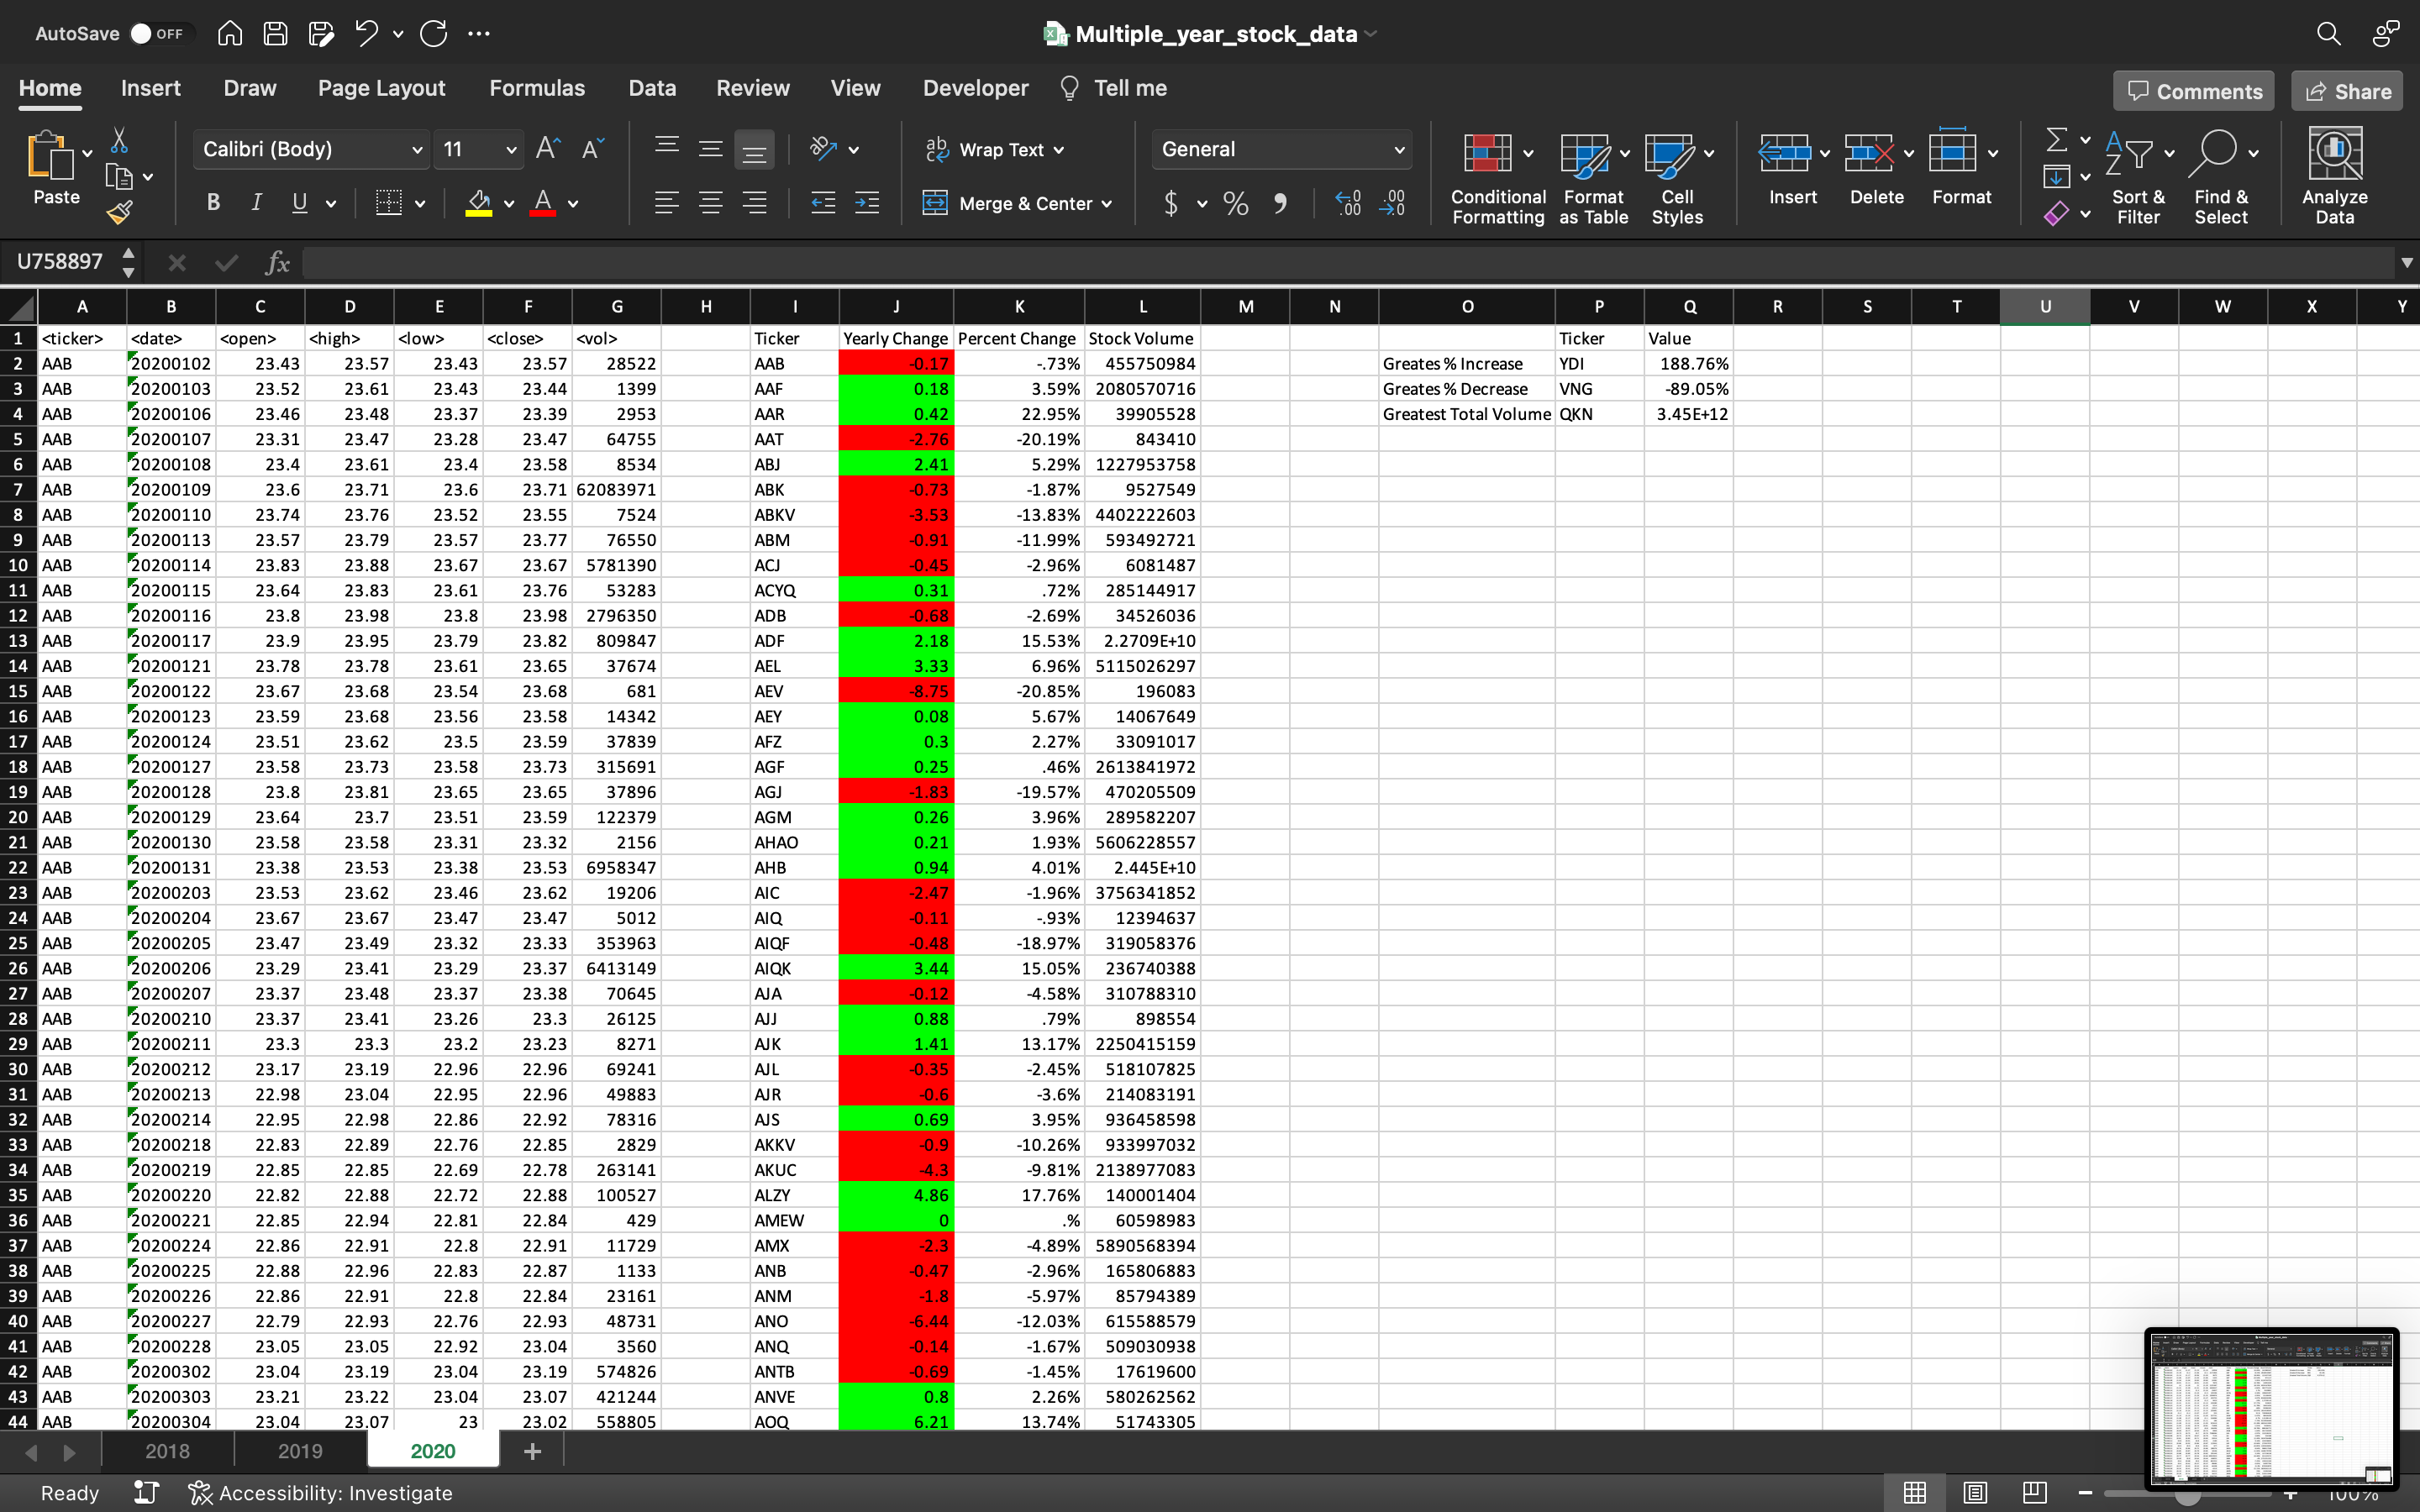 AutoSave OFF Multiple_year_stock_data
Home Insert Draw Page Layout Formulas Data Review View Developer Tell me Comments Share
Paste Calibri (Body) 11 Wrap Text General Conditional Formatting Format as Table Cell Styles Insert Delete Format Sort & Filter Find & Select Analyze Data
B I U Merge & Center $ % 9
U758897 fx
A B C D E F G H I J K L M N O P Q R S T U V W X Y
1 <ticker> <date> <open> <high> <low> <close> <vol> Ticker Yearly Change Percent Change Stock Volume Ticker Value
2 AAB 20200102 23.43 23.57 23.43 23.57 28522 AAB -0.17 -.73% 455750984 Greates % Increase YDI 188.76%
3 AAB 20200103 23.52 23.61 23.43 23.44 1399 AAF 0.18 3.59% 2080570716 Greates % Decrease VNG -89.05%
4 AAB 20200106 23.46 23.48 23.37 23.39 2953 AAR 0.42 22.95% 39905528 Greatest Total Volume QKN 3.45E+12
5 AAB 20200107 23.31 23.47 23.28 23.47 64755 AAT -2.76 -20.19% 843410
6 AAB 20200108 23.4 23.61 23.4 23.58 8534 ABJ 2.41 5.29% 1227953758
7 AAB 20200109 23.6 23.71 23.6 23.71 62083971 ABK -0.73 -1.87% 9527549
8 AAB 20200110 23.74 23.76 23.52 23.55 7524 ABKV -3.53 -13.83% 4402222603
9 AAB 20200113 23.57 23.79 23.57 23.77 76550 ABM -0.91 -11.99% 593492721
10 AAB 20200114 23.83 23.88 23.67 23.67 5781390 ACJ -0.45 -2.96% 6081487
11 AAB 20200115 23.64 23.83 23.61 23.76 53283 ACYQ 0.31 .72% 285144917
12 AAB 20200116 23.8 23.98 23.8 23.98 2796350 ADB -0.68 -2.69% 34526036
13 AAB 20200117 23.9 23.95 23.79 23.82 809847 ADF 2.18 15.53% 2.2709E+10
14 AAB 20200121 23.78 23.78 23.61 23.65 37674 AEL 3.33 6.96% 5115026297
15 AAB 20200122 23.67 23.68 23.54 23.68 681 AEV -8.75 -20.85% 196083
16 AAB 20200123 23.59 23.68 23.56 23.58 14342 AEY 0.08 5.67% 14067649
17 AAB 20200124 23.51 23.62 23.5 23.59 37839 AFZ 0.3 2.27% 33091017
18 AAB 20200127 23.58 23.73 23.58 23.73 315691 AGF 0.25 .46% 2613841972
19 AAB 20200128 23.8 23.81 23.65 23.65 37896 AGJ -1.83 -19.57% 470205509
20 AAB 20200129 23.64 23.7 23.51 23.59 122379 AGM 0.26 3.96% 289582207
21 AAB 20200130 23.58 23.58 23.31 23.32 2156 AHAO 0.21 1.93% 5606228557
22 AAB 20200131 23.38 23.53 23.38 23.53 6958347 AHB 0.94 4.01% 2.445E+10
23 AAB 20200203 23.53 23.62 23.46 23.62 19206 AIC -2.47 -1.96% 3756341852
24 AAB 20200204 23.67 23.67 23.47 23.47 5012 AIQ -0.11 -.93% 12394637
25 AAB 20200205 23.47 23.49 23.32 23.33 353963 AIQF -0.48 -18.97% 319058376
26 AAB 20200206 23.29 23.41 23.29 23.37 6413149 AIQK 3.44 15.05% 236740388
27 AAB 20200207 23.37 23.48 23.37 23.38 70645 AJA -0.12 -4.58% 310788310
28 AAB 20200210 23.37 23.41 23.26 23.3 26125 AJJ 0.88 .79% 898554
29 AAB 20200211 23.3 23.3 23.2 23.23 8271 AJK 1.41 13.17% 2250415159
30 AAB 20200212 23.17 23.19 22.96 22.96 69241 AJL -0.35 -2.45% 518107825
31 AAB 20200213 22.98 23.04 22.95 22.96 49883 AJR -0.6 -3.6% 214083191
32 AAB 20200214 22.95 22.98 22.86 22.92 78316 AJS 0.69 3.95% 936458598
33 AAB 20200218 22.83 22.89 22.76 22.85 2829 AKKV -0.9 -10.26% 933997032
34 AAB 20200219 22.85 22.85 22.69 22.78 263141 AKUC -4.3 -9.81% 2138977083
35 AAB 20200220 22.82 22.88 22.72 22.88 100527 ALZY 4.86 17.76% 140001404
36 AAB 20200221 22.85 22.94 22.81 22.84 429 AMEW 0 .% 60598983
37 AAB 20200224 22.86 22.91 22.8 22.91 11729 AMX -2.3 -4.89% 5890568394
38 AAB 20200225 22.88 22.96 22.83 22.87 1133 ANB -0.47 -2.96% 165806883
39 AAB 20200226 22.86 22.91 22.8 22.84 23161 ANM -1.8 -5.97% 85794389
40 AAB 20200227 22.79 22.93 22.76 22.93 48731 ANO -6.44 -12.03% 615588579
41 AAB 20200228 23.05 23.05 22.92 23.04 3560 ANQ -0.14 -1.67% 509030938
42 AAB 20200302 23.04 23.19 23.04 23.19 574826 ANTB -0.69 -1.45% 17619600
43 AAB 20200303 23.21 23.22 23.04 23.07 421244 ANVE 0.8 2.26% 580262562
44 AAB 20200304 23.04 23.07 23 23.02 558805 AOQ 6.21 13.74% 51743305
2018 2019 2020 +
Ready Accessibility: Investigate 100%